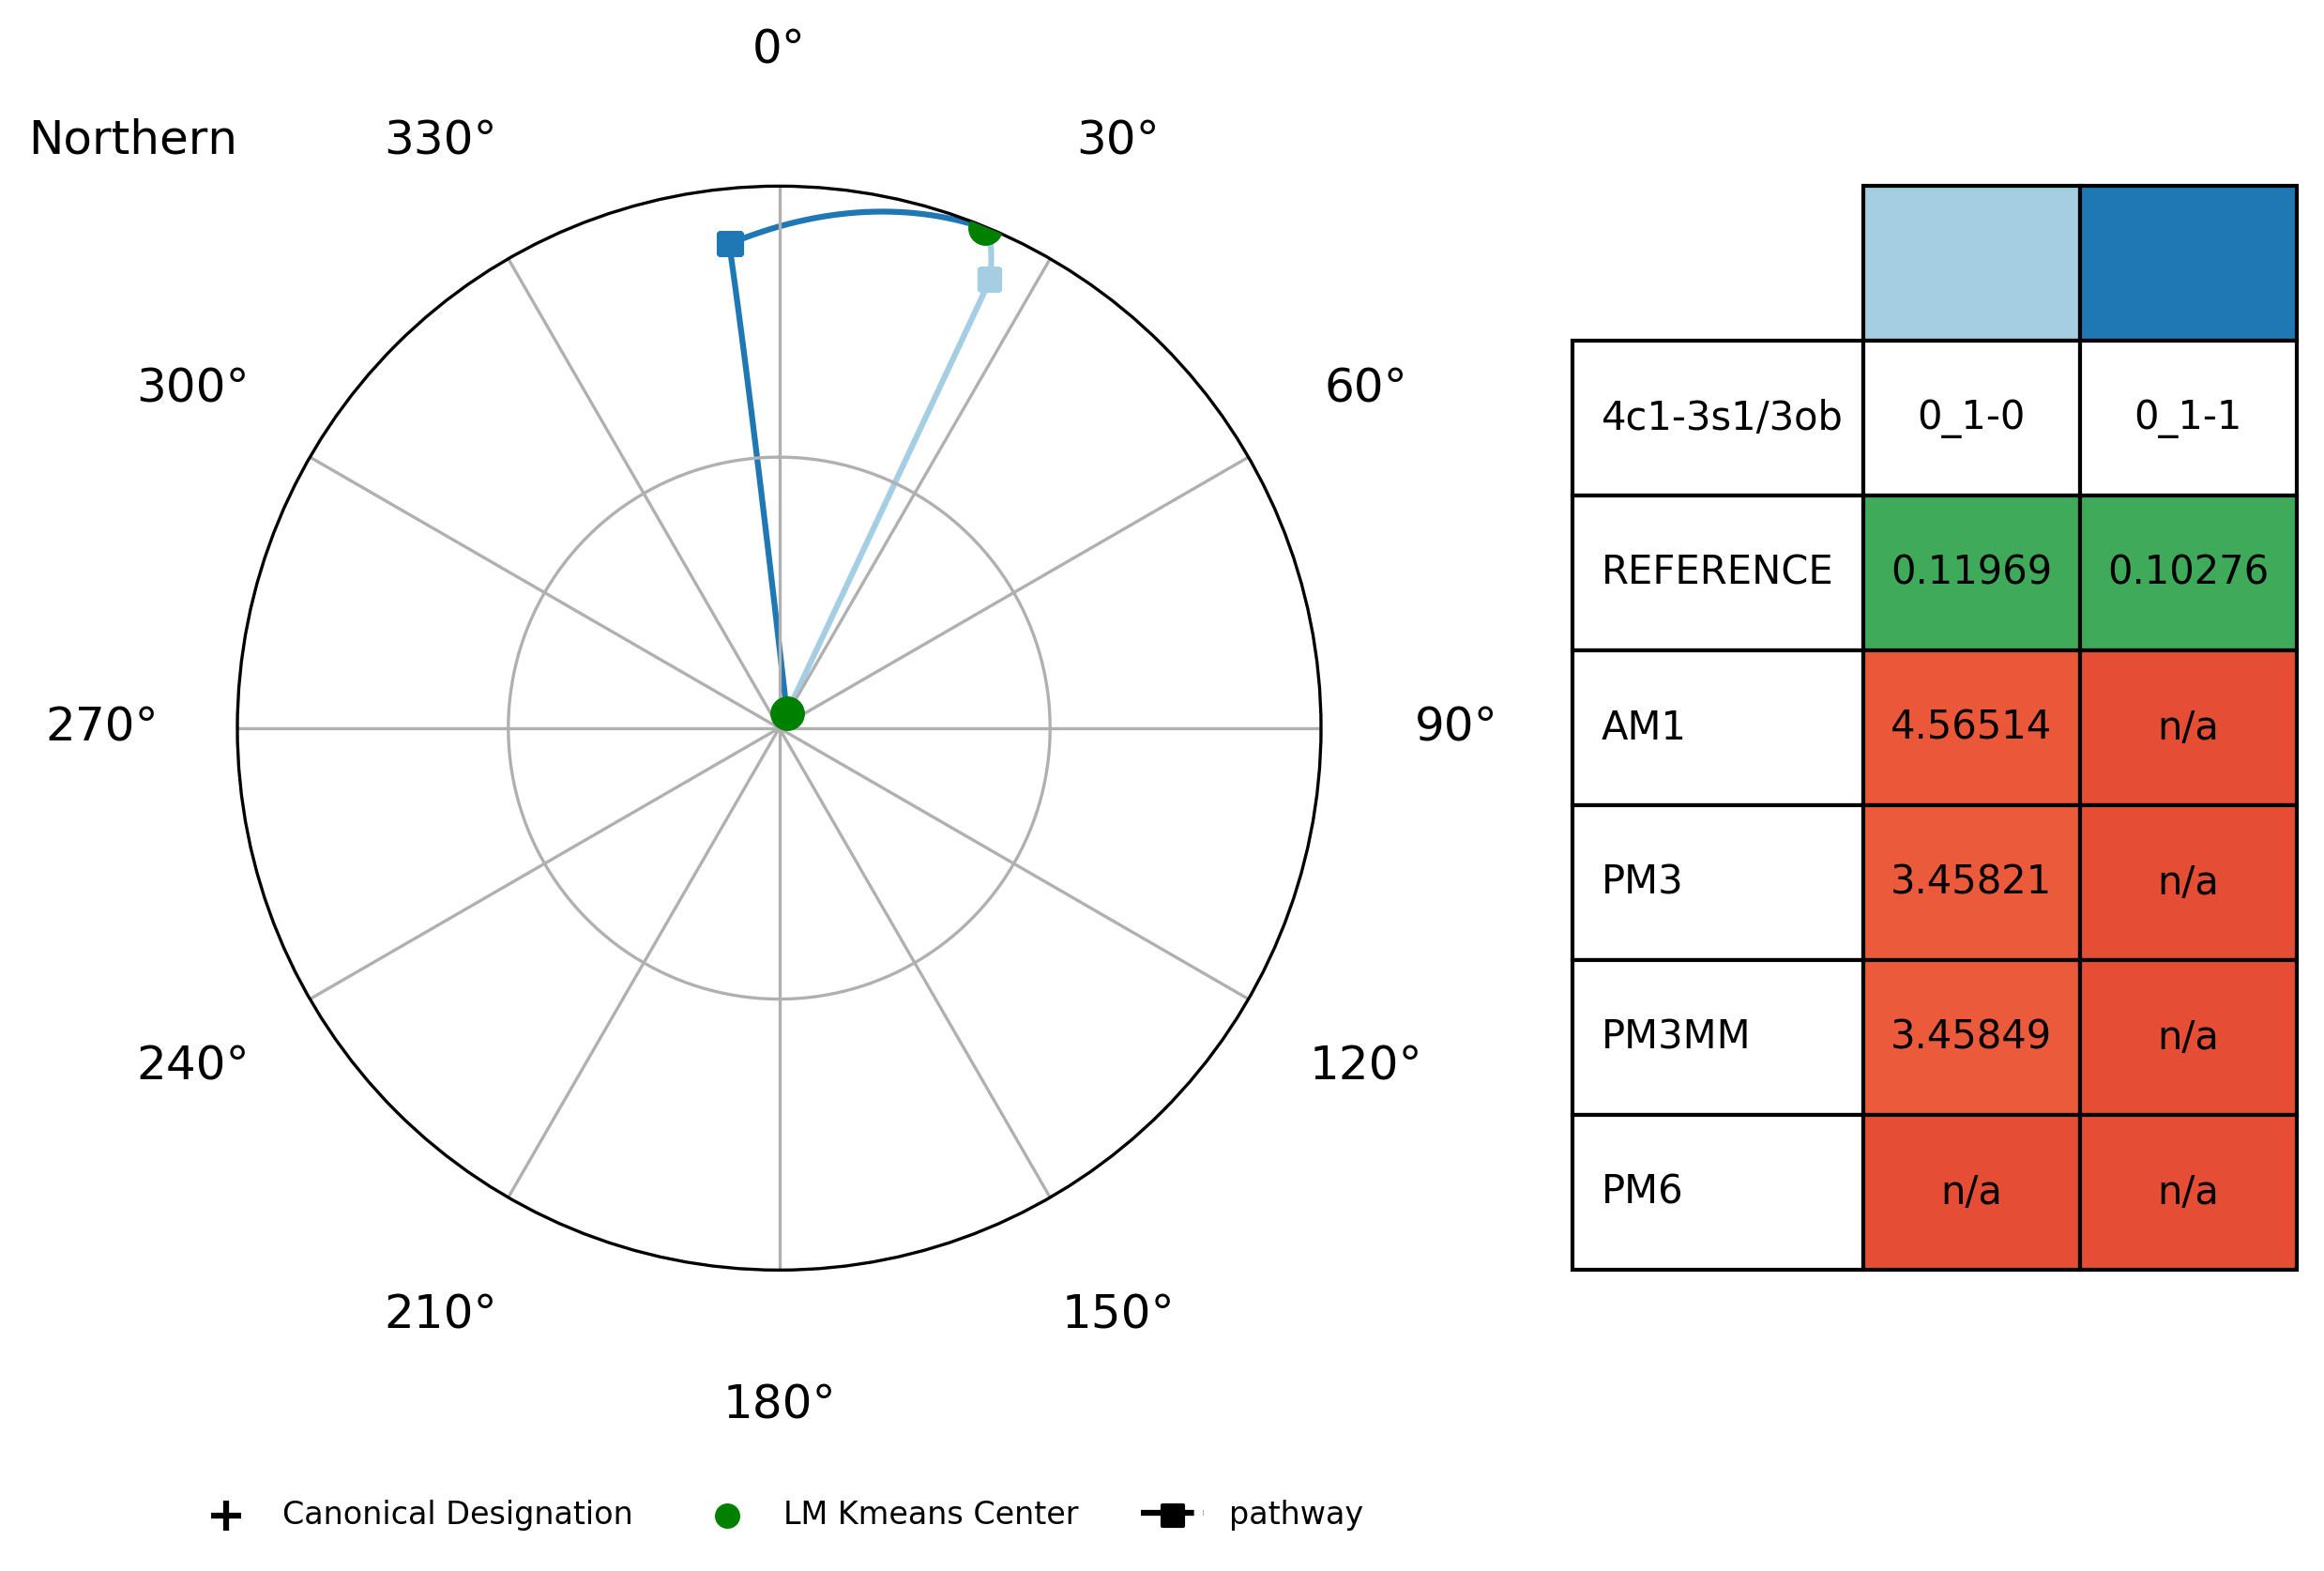 0°
Northern
330°
30°
300°
60°
270°
90°
240°
120°
210°
150°
180°
4c1-3s1/3ob 0_1-0 0_1-1
REFERENCE 0.11969 0.10276
AM1 4.56514 n/a
PM3 3.45821 n/a
PM3MM 3.45849 n/a
PM6 n/a n/a
Canonical Designation LM Kmeans Center pathway